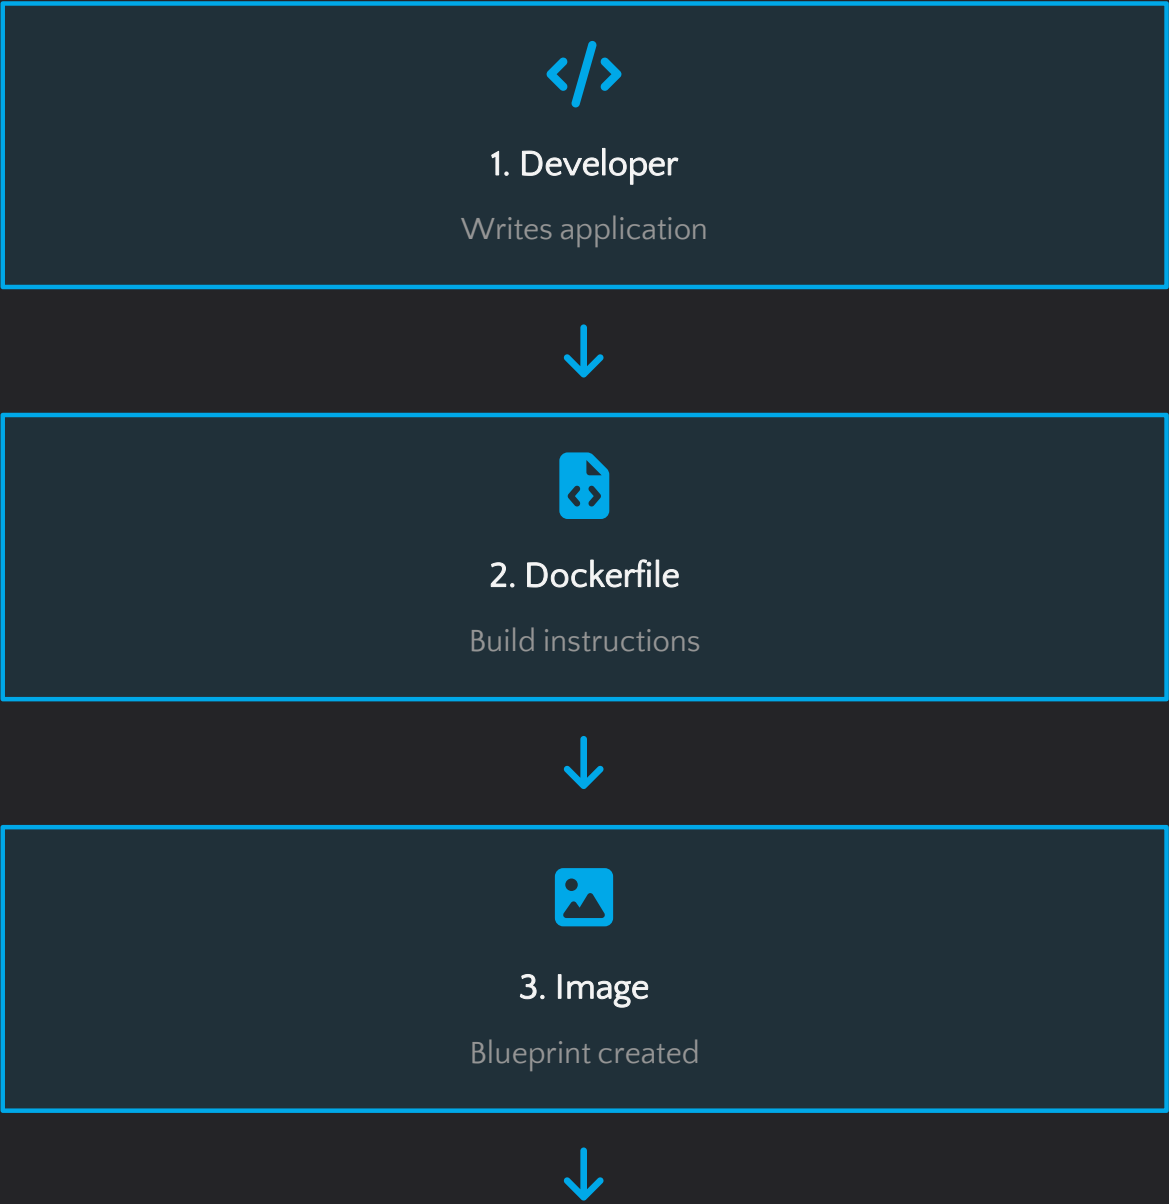 1. Developer
Writes application
2. Dockerfile
Build instructions
3. Image
Blueprint created